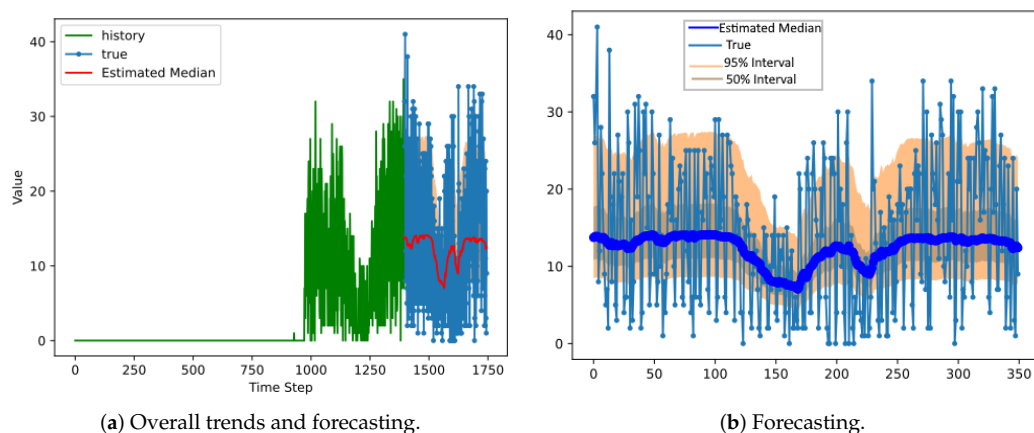 history
true
Estimated Median
40
30
20
10
0
Value
0 250 500 750 1000 1250 1500 1750
Time Step
(a) Overall trends and forecasting.
Estimated Median
True
95% Interval
50% Interval
40
30
20
10
0
0 50 100 150 200 250 300 350
(b) Forecasting.